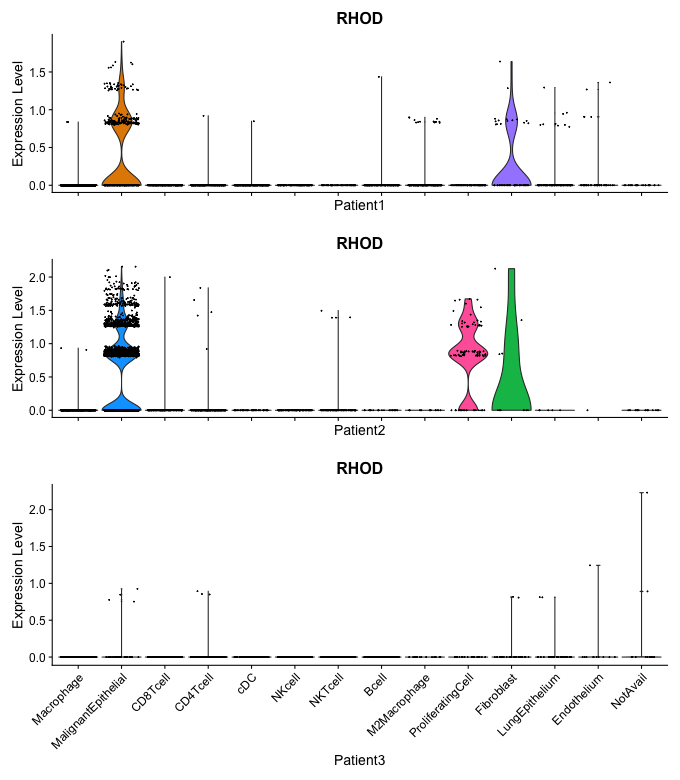 RHOD
Expression Level
1.5
1.0
0.5
0.0
Patient1
RHOD
Expression Level
2.0
1.5
1.0
0.5
0.0
Patient2
RHOD
Expression Level
2.0
1.5
1.0
0.5
0.0
Macrophage
MalignantEpithelial
CD8Tcell
CD4Tcell
cDC
NKcell
NKTcell
Bcell
M2Macrophage
ProliferatingCell
Fibroblast
LungEpithelium
Endothelium
NotAvail
Patient3